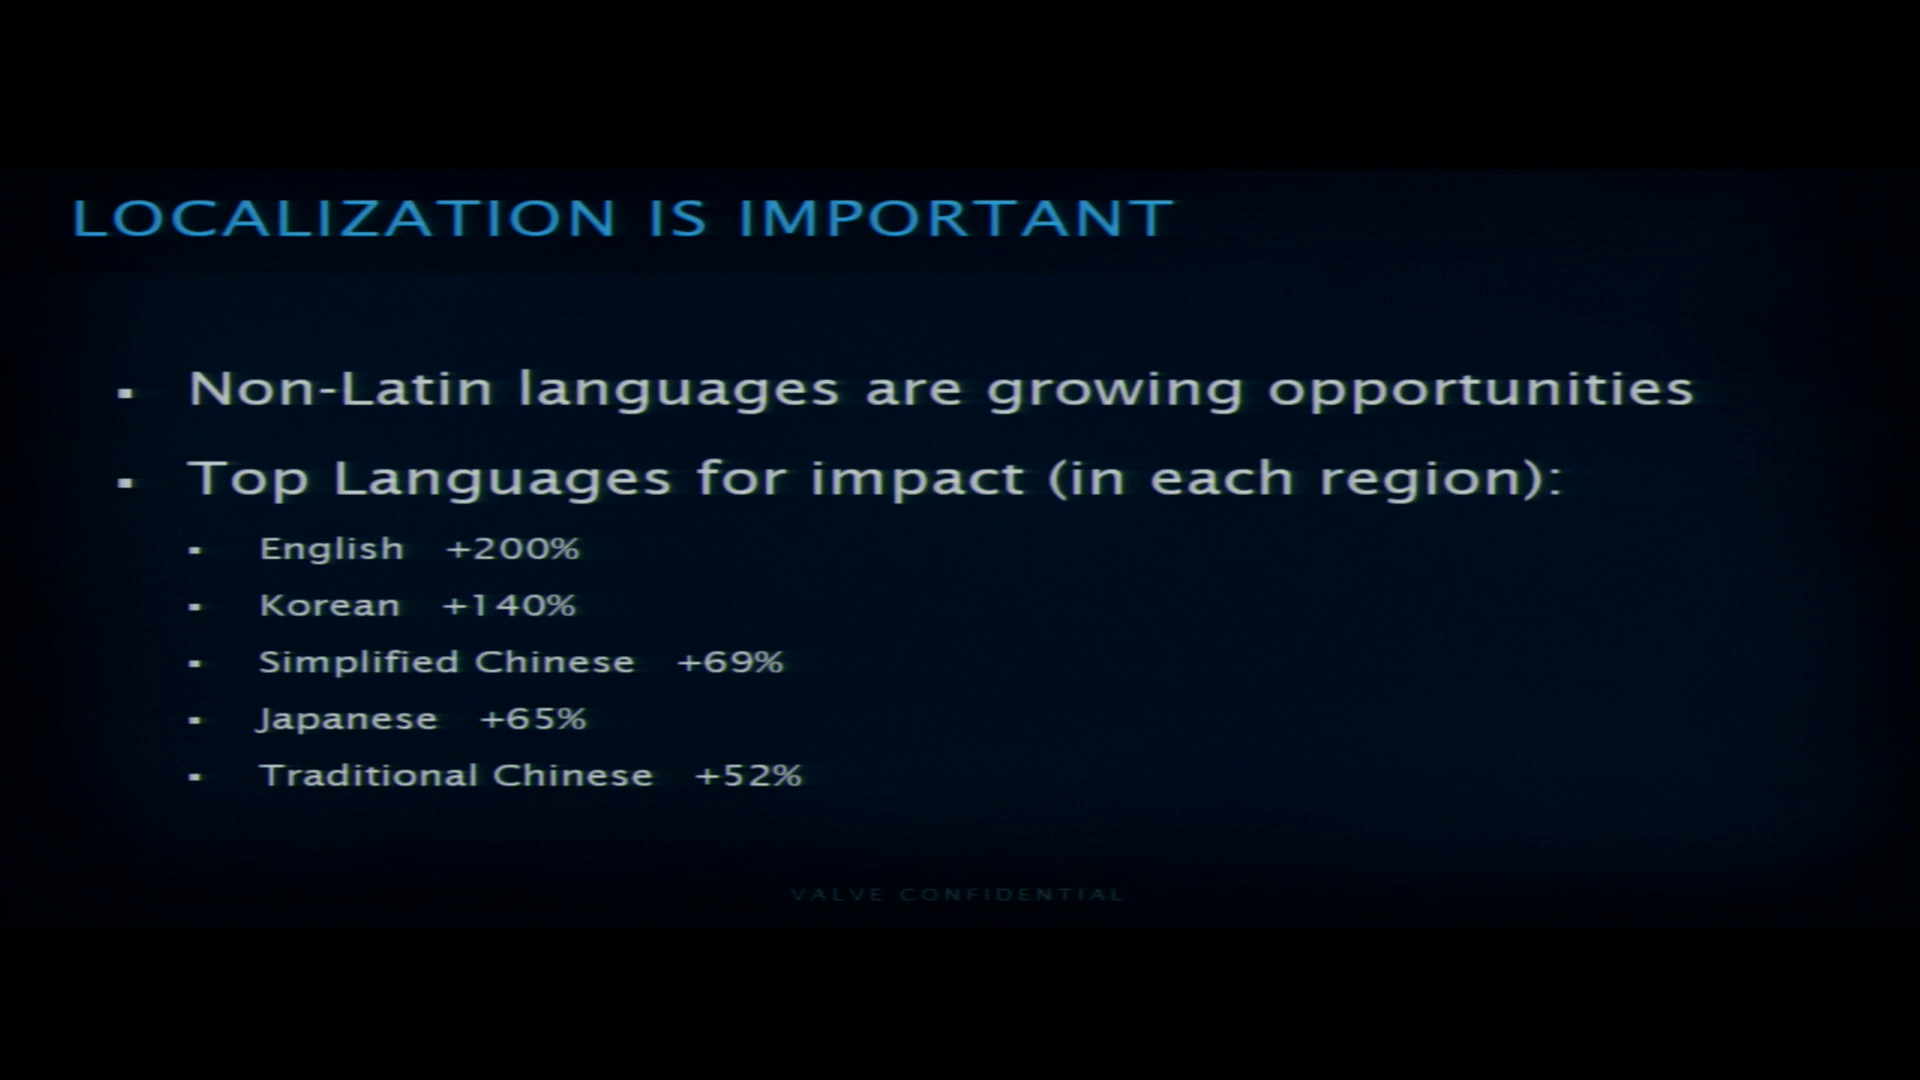 LOCALIZATION IS IMPORTANT
▪ Non-Latin languages are growing opportunities
▪ Top Languages for impact (in each region):
▪ English +200%
▪ Korean +140%
▪ Simplified Chinese +69%
▪ Japanese +65%
▪ Traditional Chinese +52%
VALVE CONFIDENTIAL